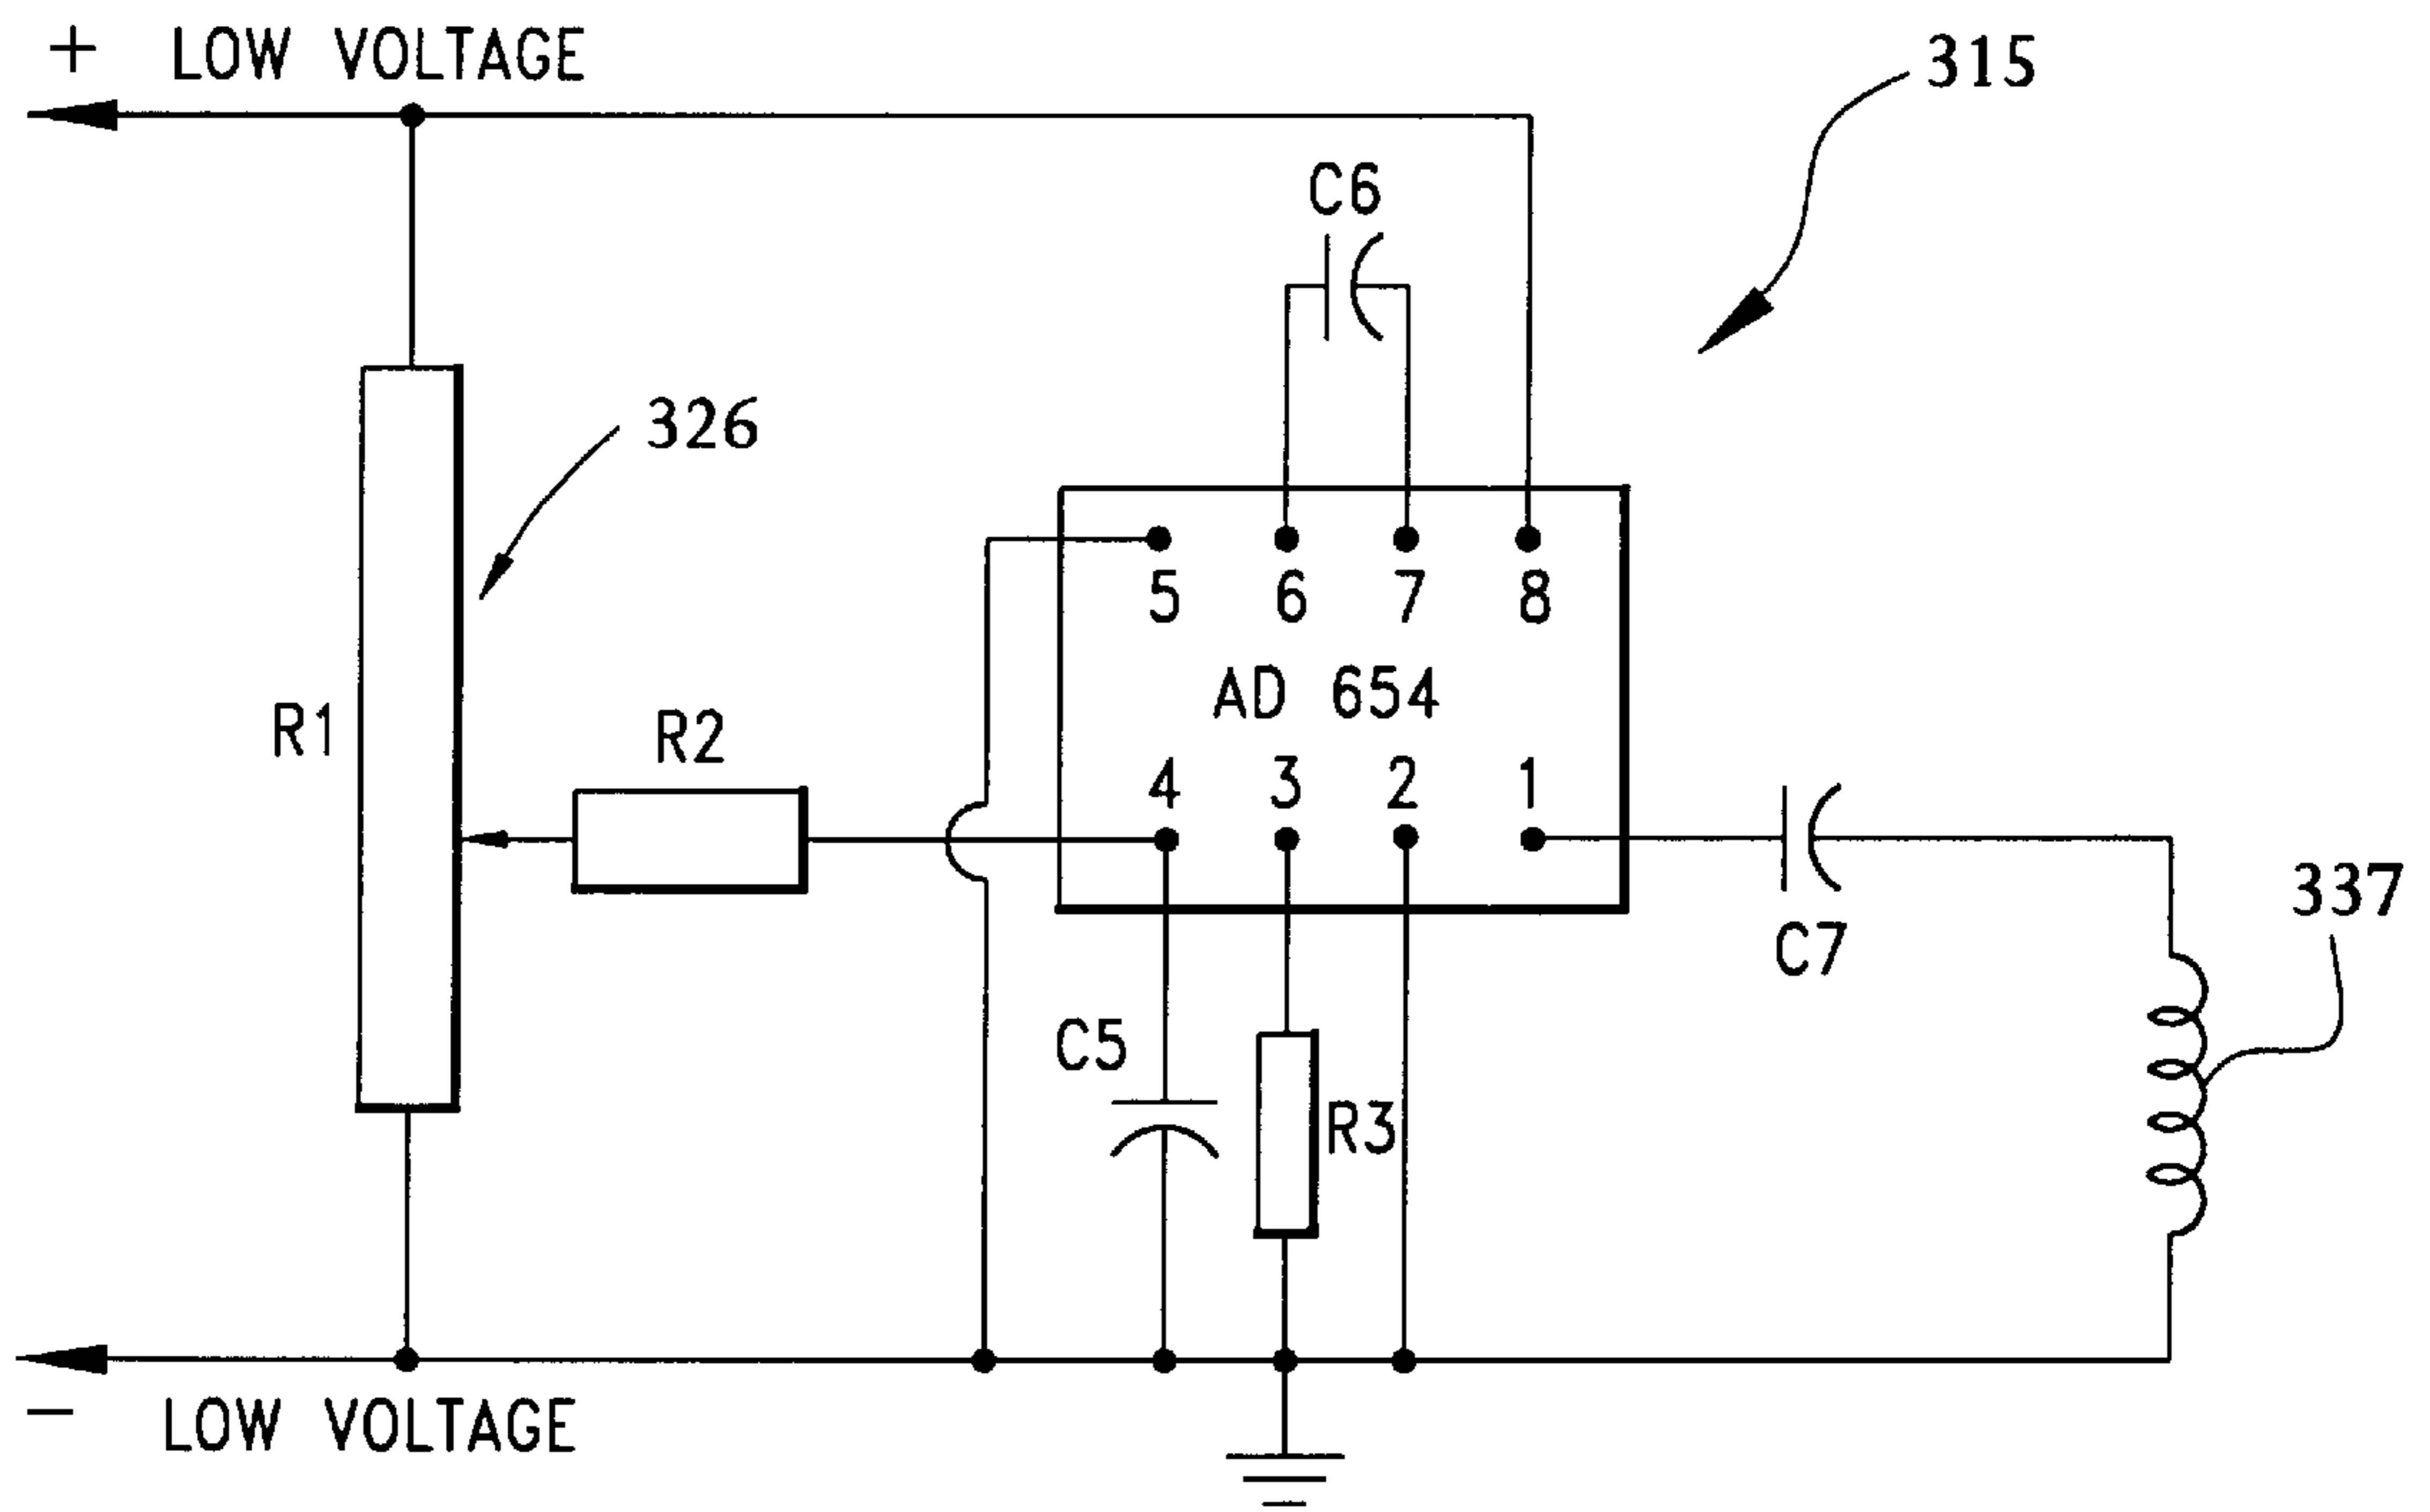 + LOW VOLTAGE
315
C6
326
5 6 7 8
AD 654
R1
R2
4 3 2 1
337
C7
C5
R3
- LOW VOLTAGE